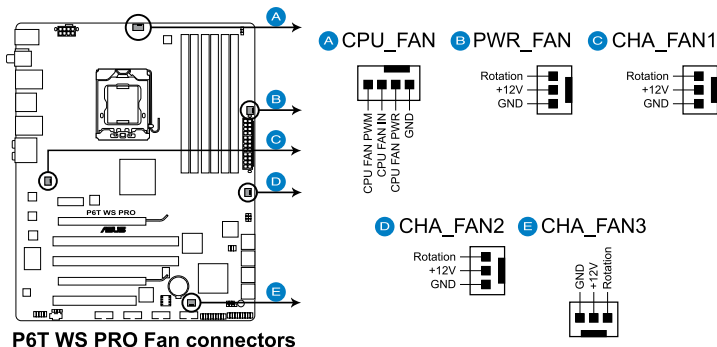 A
B
C
D
E
P6T WS PRO
ASUS
P6T WS PRO Fan connectors
A CPU_FAN
CPU FAN PWM
CPU FAN IN
CPU FAN PWR
GND
B PWR_FAN
Rotation
+12V
GND
C CHA_FAN1
Rotation
+12V
GND
D CHA_FAN2
Rotation
+12V
GND
E CHA_FAN3
GND
+12V
Rotation